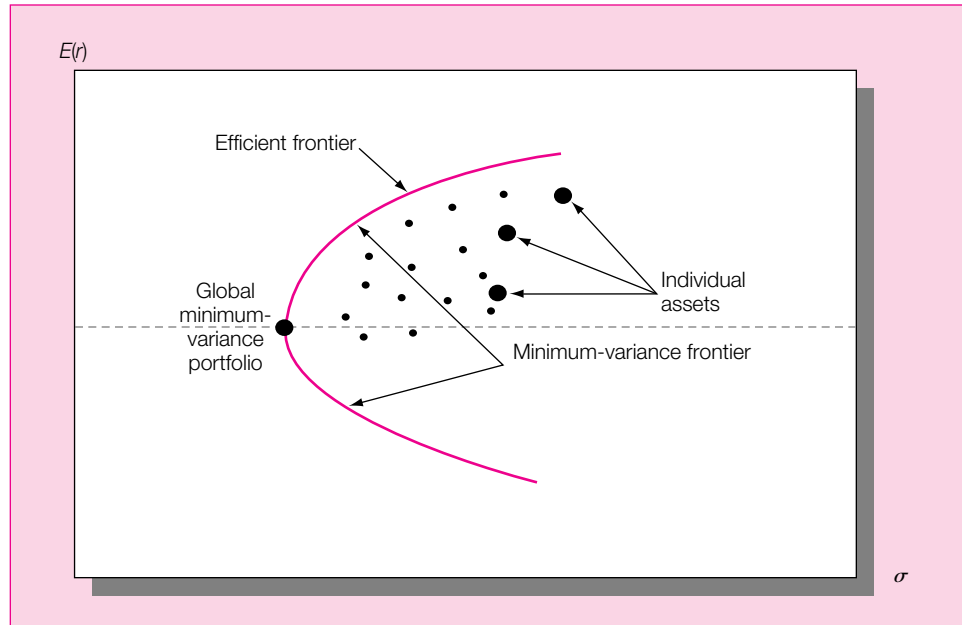 E(r)
Efficient frontier
Individual
assets
Global
minimum-
variance
portfolio
Minimum-variance frontier
σ